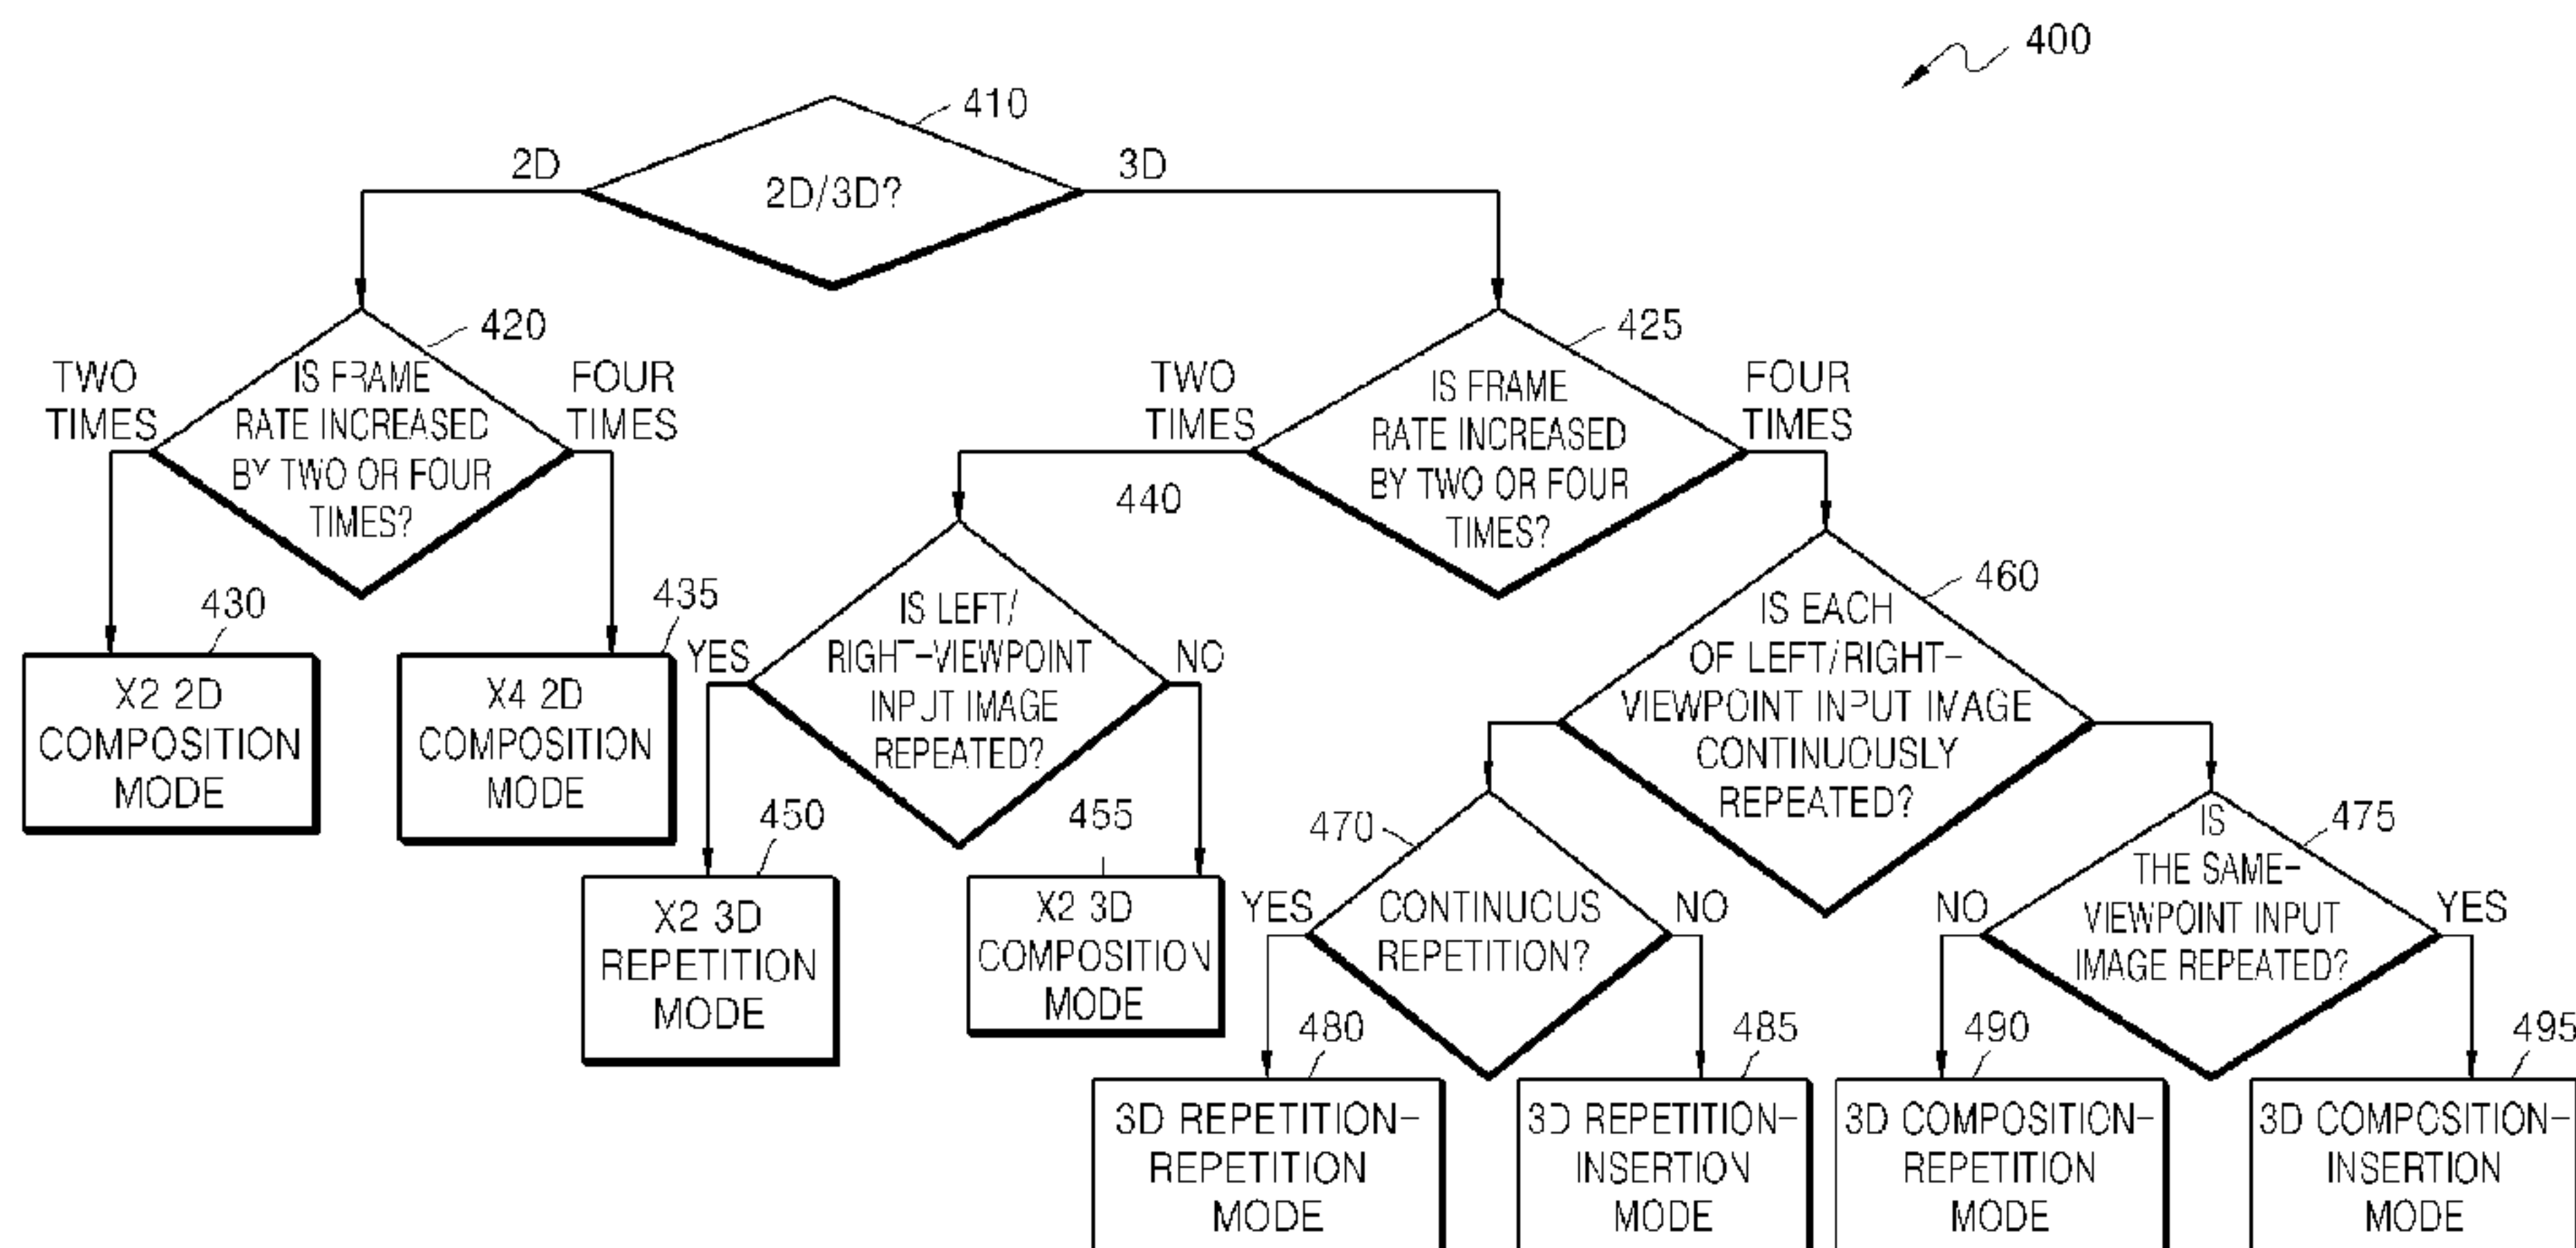 400
410
2D
2D/3D?
3D
420
TWO
TIMES
IS FRAME
RATE INCREASED
BY TWO OR FOUR
TIMES?
FOUR
TIMES
425
TWO
TIMES
IS FRAME
RATE INCREASED
BY TWO OR FOUR
TIMES?
FOUR
TIMES
430
X2 2D
COMPOSITION
MODE
435
X4 2D
COMPOSITION
MODE
440
YES
IS LEFT/
RIGHT-VIEWPOINT
INPUT IMAGE
REPEATED?
NO
460
IS EACH
OF LEFT/RIGHT-
VIEWPOINT INPUT IMAGE
CONTINUOUSLY
REPEATED?
450
X2 3D
REPETITION
MODE
455
X2 3D
COMPOSITION
MODE
470
YES
CONTINUOUS
REPETITION?
NO
475
NO
IS
THE SAME-
VIEWPOINT INPUT
IMAGE REPEATED?
YES
480
3D REPETITION-
REPETITION
MODE
485
3D REPETITION-
INSERTION
MODE
490
3D COMPOSITION-
REPETITION
MODE
495
3D COMPOSITION-
INSERTION
MODE